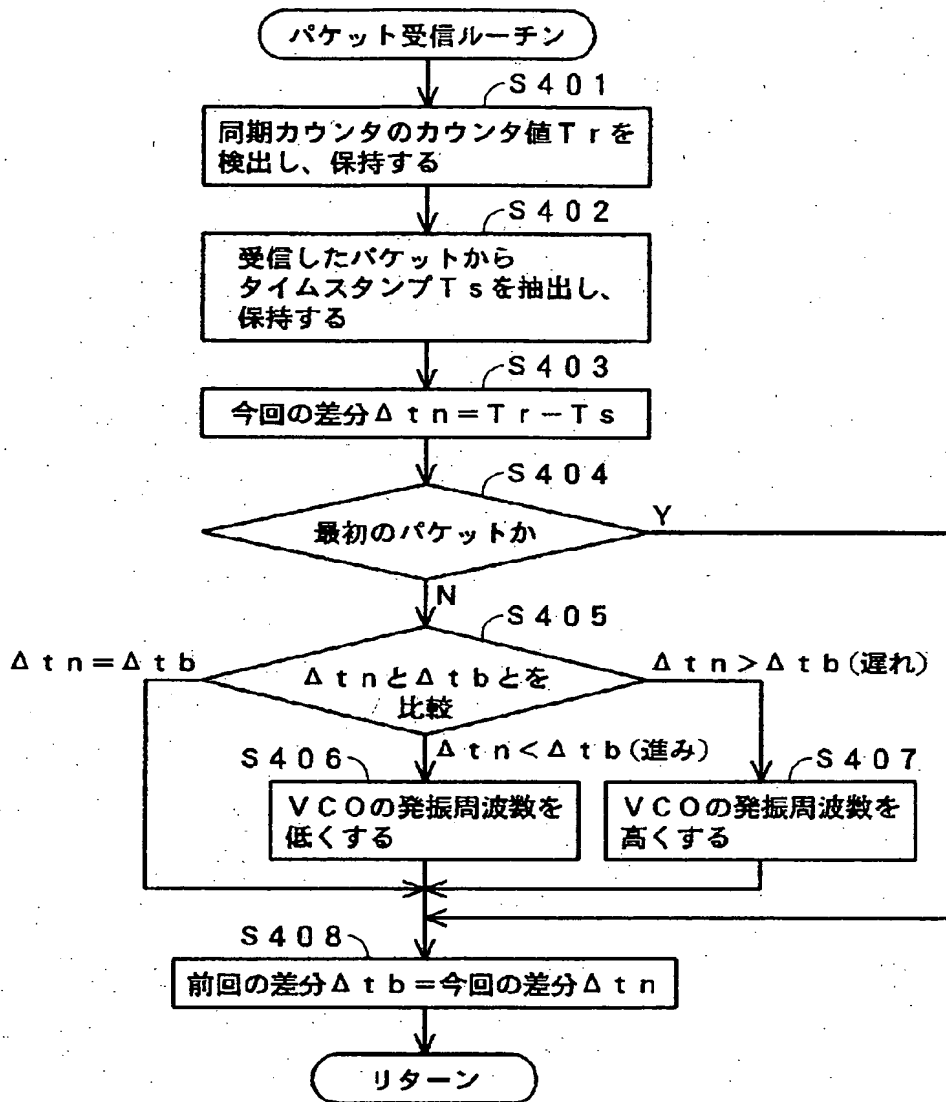 パケット受信ルーチン
S401
同期カウンタのカウンタ値Trを
検出し、保持する
S402
受信したパケットから
タイムスタンプTsを抽出し、
保持する
S403
今回の差分Δtn=Tr-Ts
S404
最初のパケットか
Y
N
S405
Δtn=Δtb
ΔtnとΔtbとを
比較
Δtn>Δtb(遅れ)
Δtn<Δtb(進み)
S406
VCOの発振周波数を
低くする
S407
VCOの発振周波数を
高くする
S408
前回の差分Δtb=今回の差分Δtn
リターン